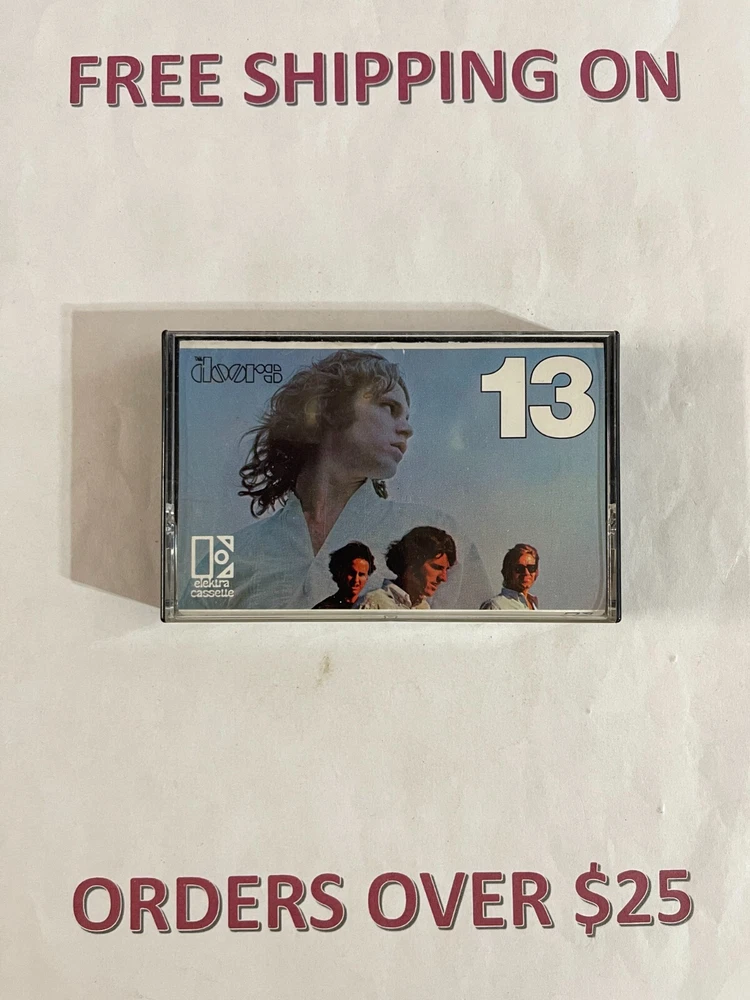 FREE SHIPPING ON
THE
doors
13
elektra
cassette
ORDERS OVER $25